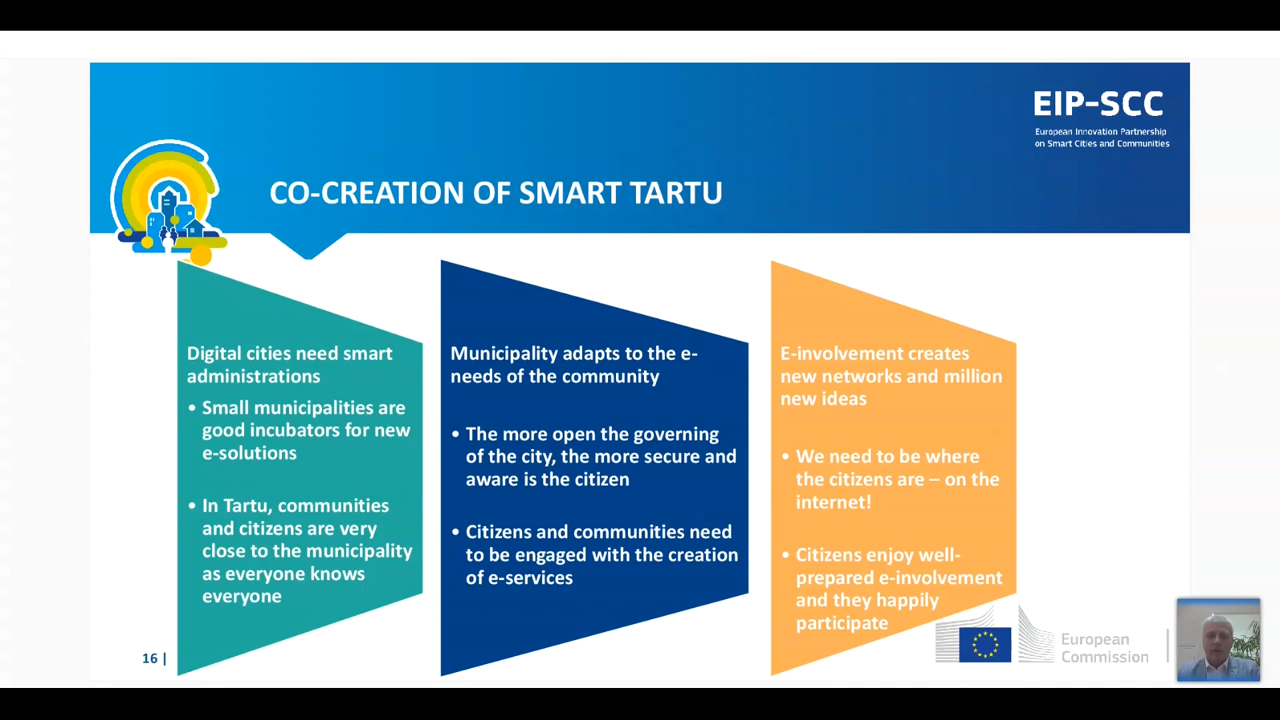 EIP-SCC
European Innovation Partnership
on Smart Cities and Communities
CO-CREATION OF SMART TARTU
Digital cities need smart
administrations
• Small municipalities are
good incubators for new
e-solutions
• In Tartu, communities
and citizens are very
close to the municipality
as everyone knows
everyone
Municipality adapts to the e-
needs of the community
• The more open the governing
of the city, the more secure and
aware is the citizen
• Citizens and communities need
to be engaged with the creation
of e-services
E-involvement creates
new networks and million
new ideas
• We need to be where
the citizens are – on the
internet!
• Citizens enjoy well-
prepared e-involvement
and they happily
participate
16 |
European
Commission